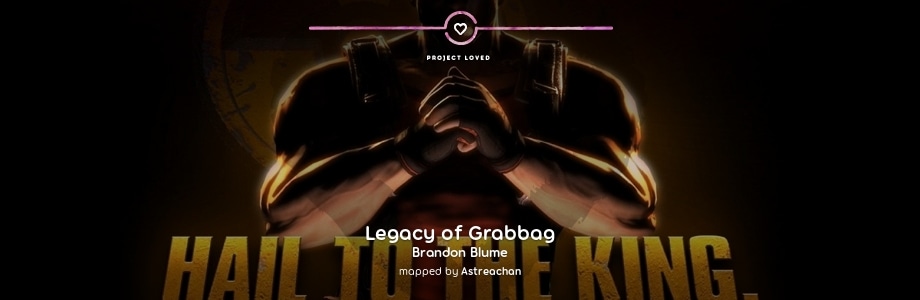 PROJECT LOVED
Legacy of Grabbag
Brandon Blume
mapped by Astreachan
HAIL TO THE KING.